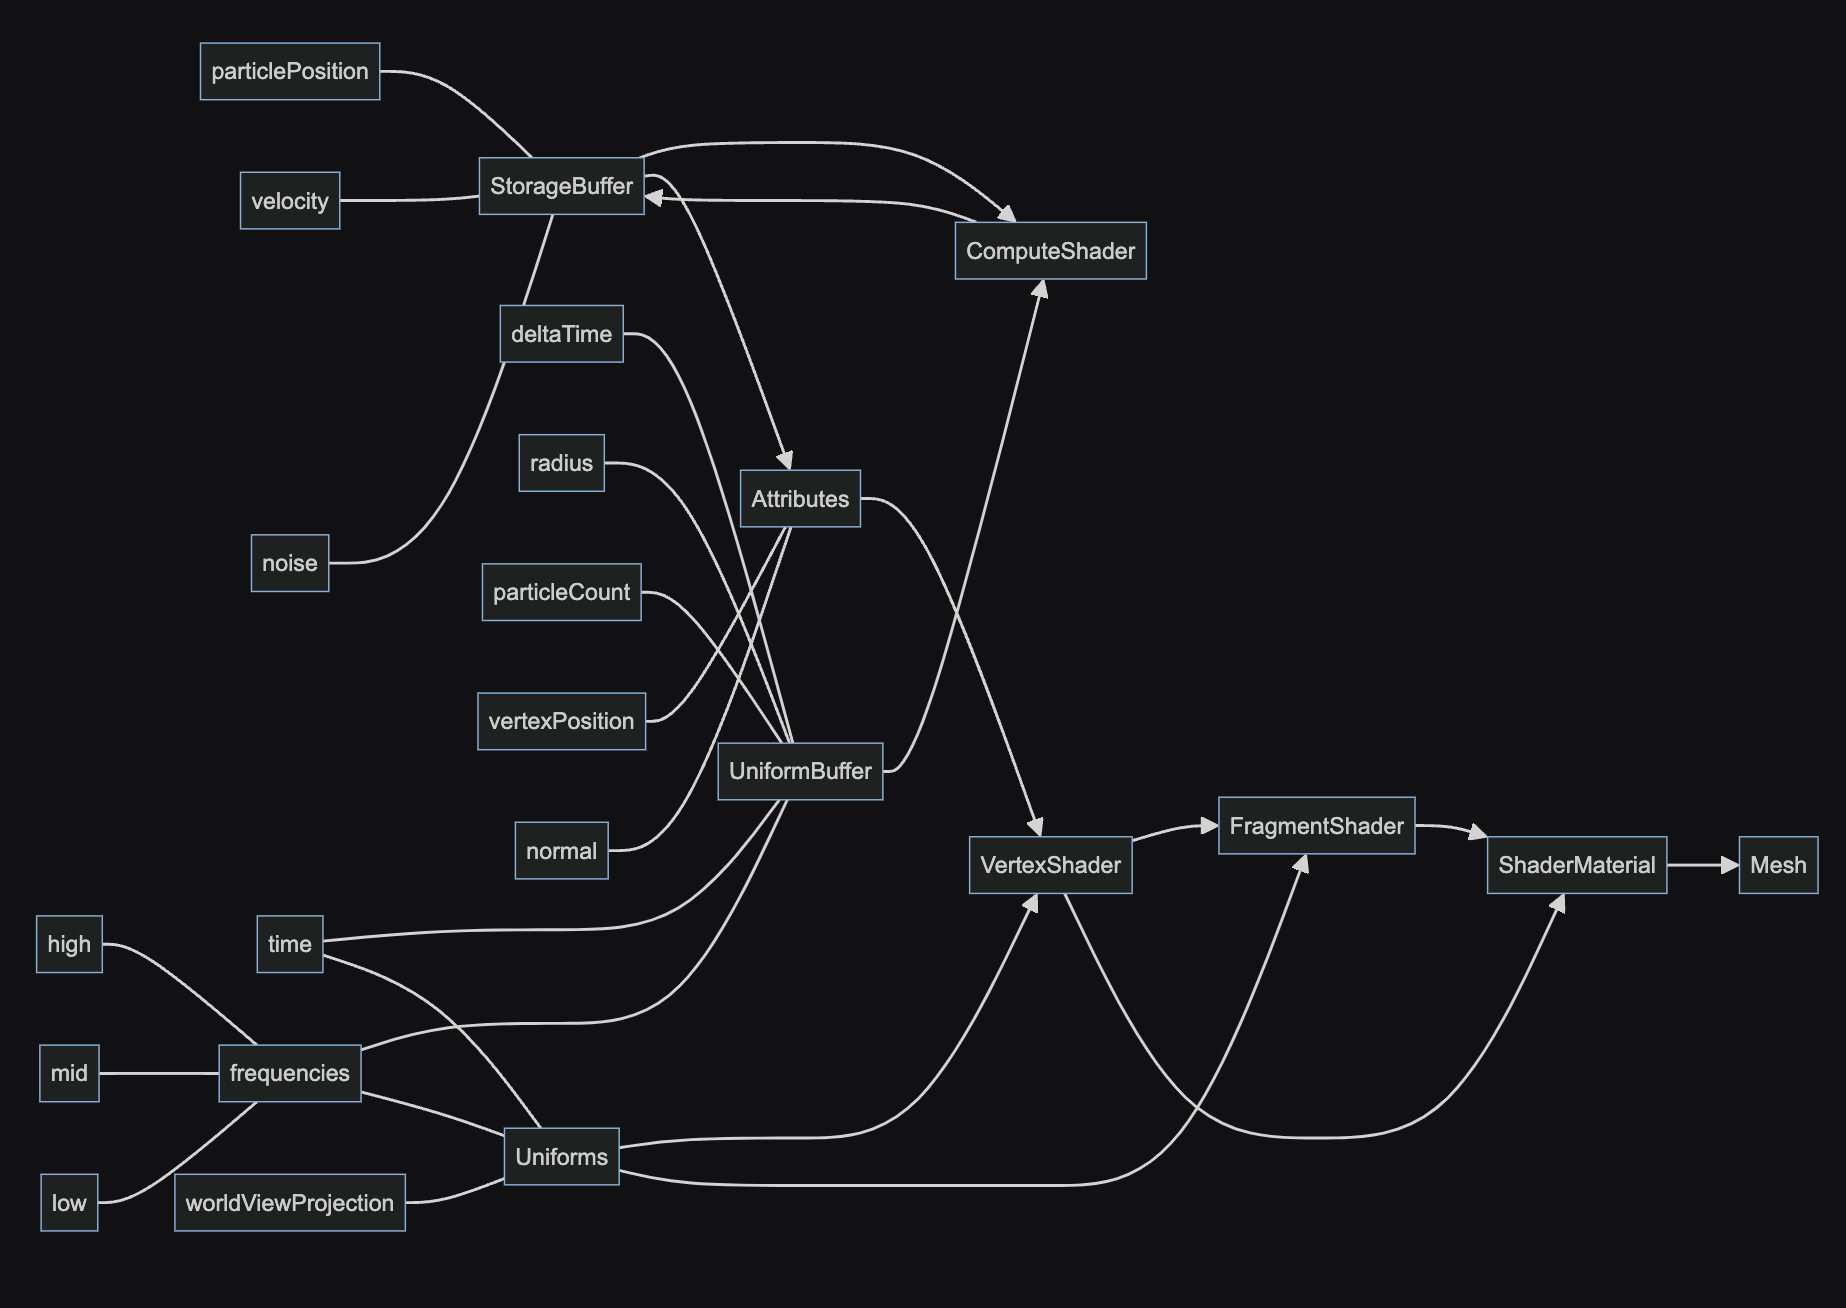 particlePosition
StorageBuffer
velocity
ComputeShader
deltaTime
radius
Attributes
noise
particleCount
vertexPosition
UniformBuffer
FragmentShader
normal
VertexShader
ShaderMaterial
Mesh
high
time
mid
frequencies
Uniforms
low
worldViewProjection